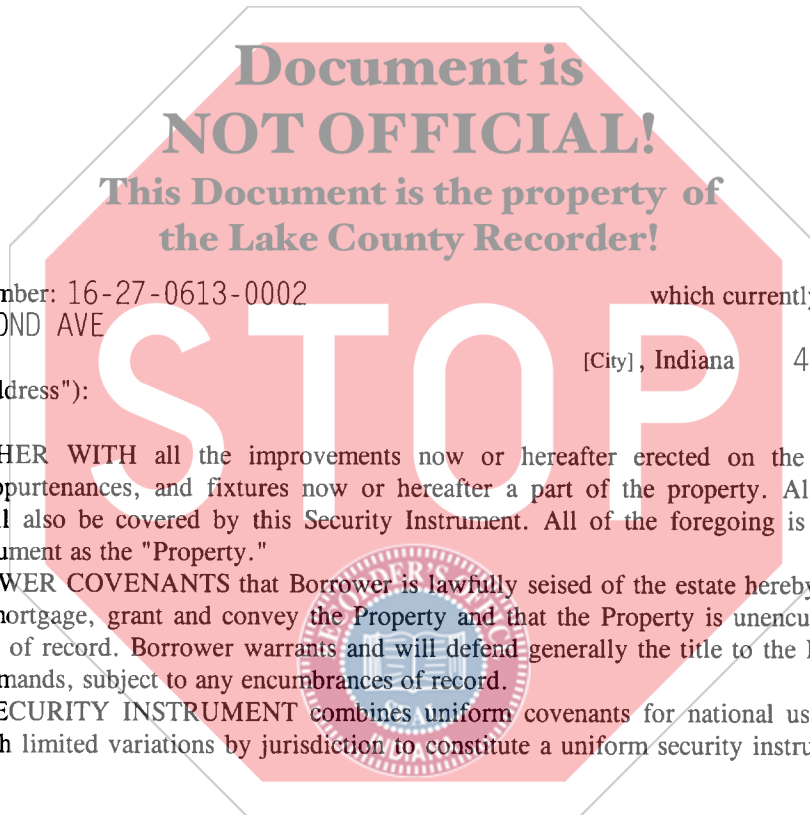 Document is
NOT OFFICIAL!
This Document is the property of
the Lake County Recorder!
nber: 16-27-0613-0002 which currently
OND AVE
[City], Indiana 4
ddress"):
STOP
HER WITH all the improvements now or hereafter erected on the
ppurtenances, and fixtures now or hereafter a part of the property. Al
l also be covered by this Security Instrument. All of the foregoing is
ument as the "Property."
WER COVENANTS that Borrower is lawfully seised of the estate hereby
nortgage, grant and convey the Property and that the Property is unencu
of record. Borrower warrants and will defend generally the title to the
mands, subject to any encumbrances of record.
ECURITY INSTRUMENT combines uniform covenants for national us
h limited variations by jurisdiction to constitute a uniform security instru
SEAL
INDIANA